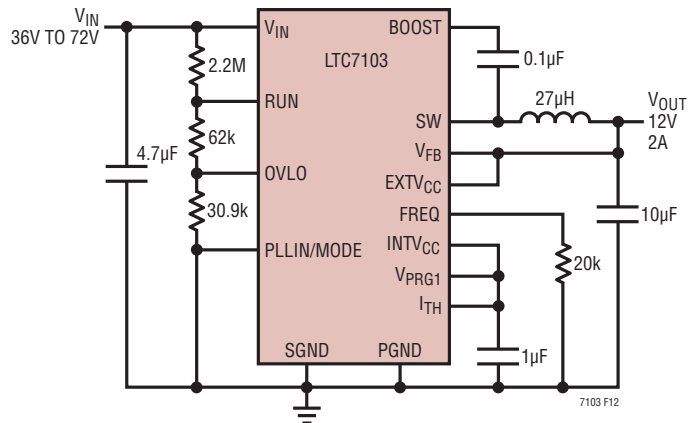 VIN
36V TO 72V
2.2M
62k
4.7µF
30.9k
VIN
BOOST
LTC7103
RUN
SW
VFB
OVLO
EXTVCC
FREQ
PLLIN/MODE
INTVCC
VPRG1
ITH
SGND
PGND
0.1µF
27µH
VOUT
12V
2A
10µF
20k
1µF
7103 F12